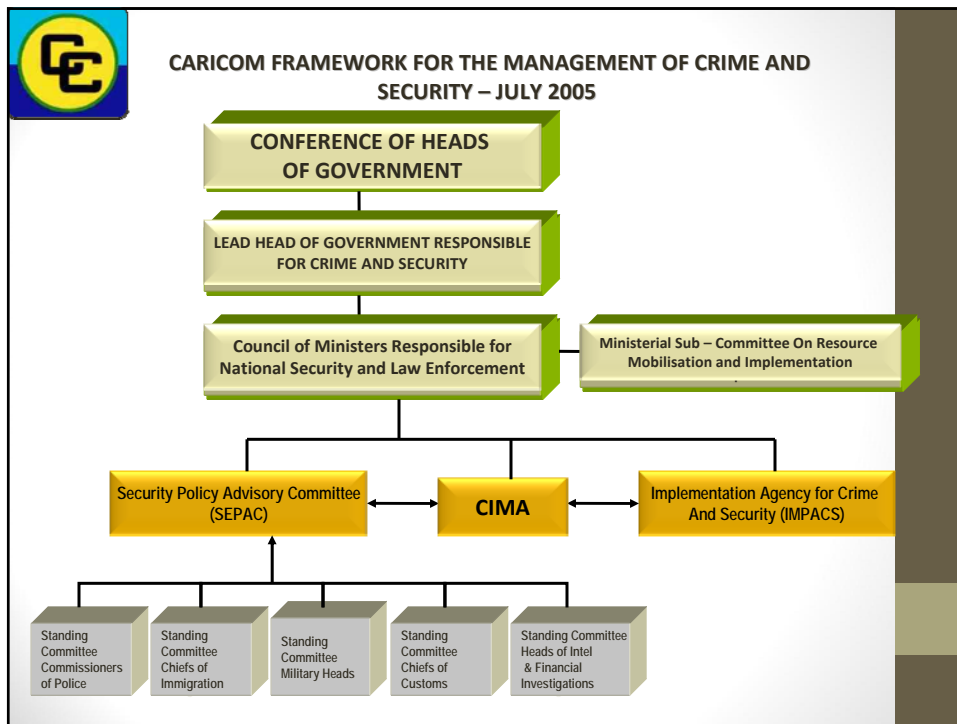 CC
CARICOM FRAMEWORK FOR THE MANAGEMENT OF CRIME AND
SECURITY – JULY 2005
CONFERENCE OF HEADS
OF GOVERNMENT
LEAD HEAD OF GOVERNMENT RESPONSIBLE
FOR CRIME AND SECURITY
Council of Ministers Responsible for
National Security and Law Enforcement
Ministerial Sub – Committee On Resource
Mobilisation and Implementation
.
Security Policy Advisory Committee
(SEPAC)
CIMA
Implementation Agency for Crime
And Security (IMPACS)
Standing
Committee
Commissioners
of Police
Standing
Committee
Chiefs of
Immigration
Standing
Committee
Military Heads
Standing
Committee
Chiefs of
Customs
Standing Committee
Heads of Intel
& Financial
Investigations